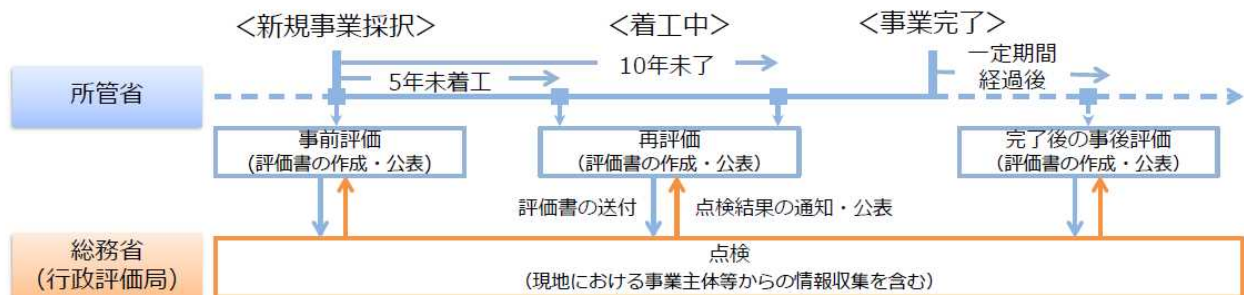 <新規事業採択>
<着工中>
<事業完了>
10年未了
一定期間
経過後
5年未着工
所管省
事前評価
(評価書の作成・公表)
再評価
(評価書の作成・公表)
完了後の事後評価
(評価書の作成・公表)
評価書の送付
点検結果の通知・公表
総務省
(行政評価局)
点検
(現地における事業主体等からの情報収集を含む)